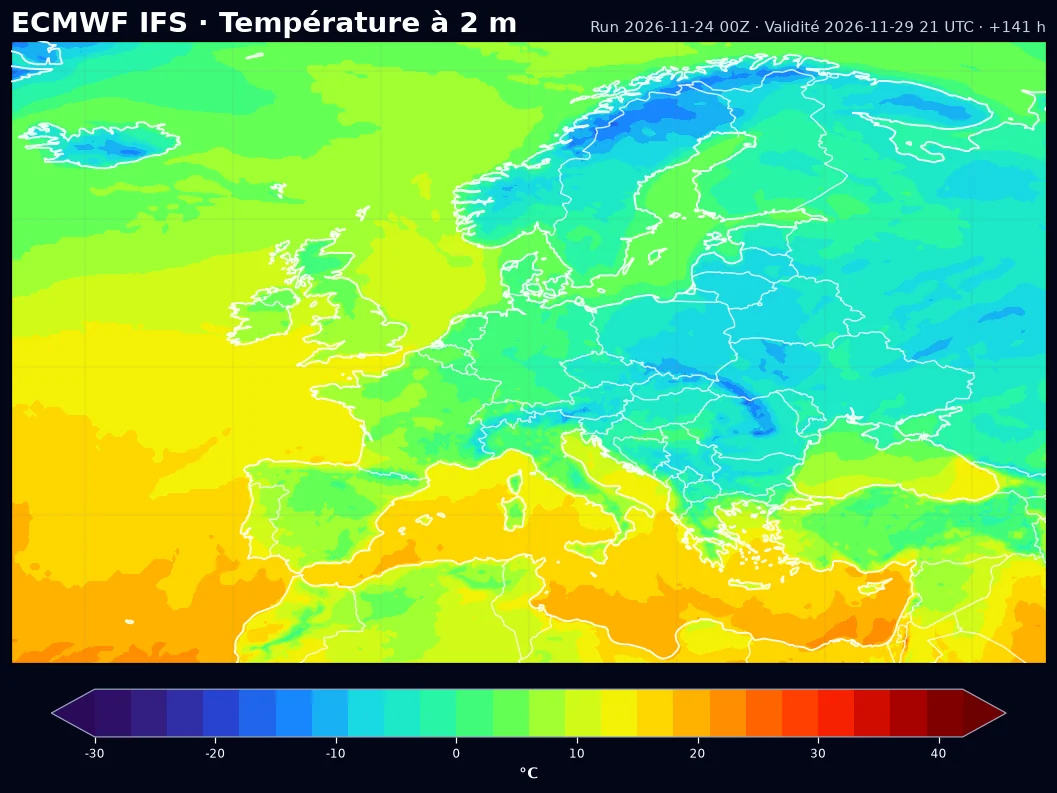 ECMWF IFS · Température à 2 m
Run 2026-11-24 00Z · Validité 2026-11-29 21 UTC · +141 h
-30 -20 -10 0 10 20 30 40
°C